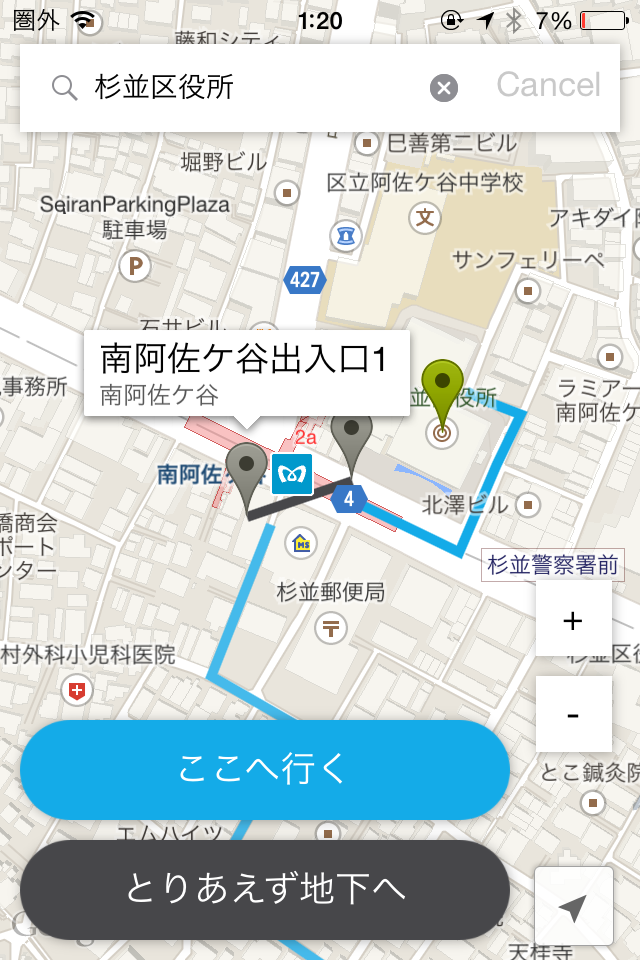 圏外
1:20
7%
藤和シティ
杉並区役所
Cancel
巳善第二ビル
堀野ビル
区立阿佐ケ谷中学校
SeiranParkingPlaza
駐車場
文
アキダイ
P
サンフェリーペ
427
石井ビル
南阿佐ケ谷出入口1
南阿佐ケ谷
事務所
ラミアー
南阿佐ケ
2a
南阿佐ケ谷
4
北澤ビル
橋商会
ポート
ンター
MS
杉並警察署前
杉並郵便局
〒
+
村外科小児科医院
杉並区役
-
ここへ行く
とこ鍼灸院
エムハイツ
とりあえず地下へ
天桜寺